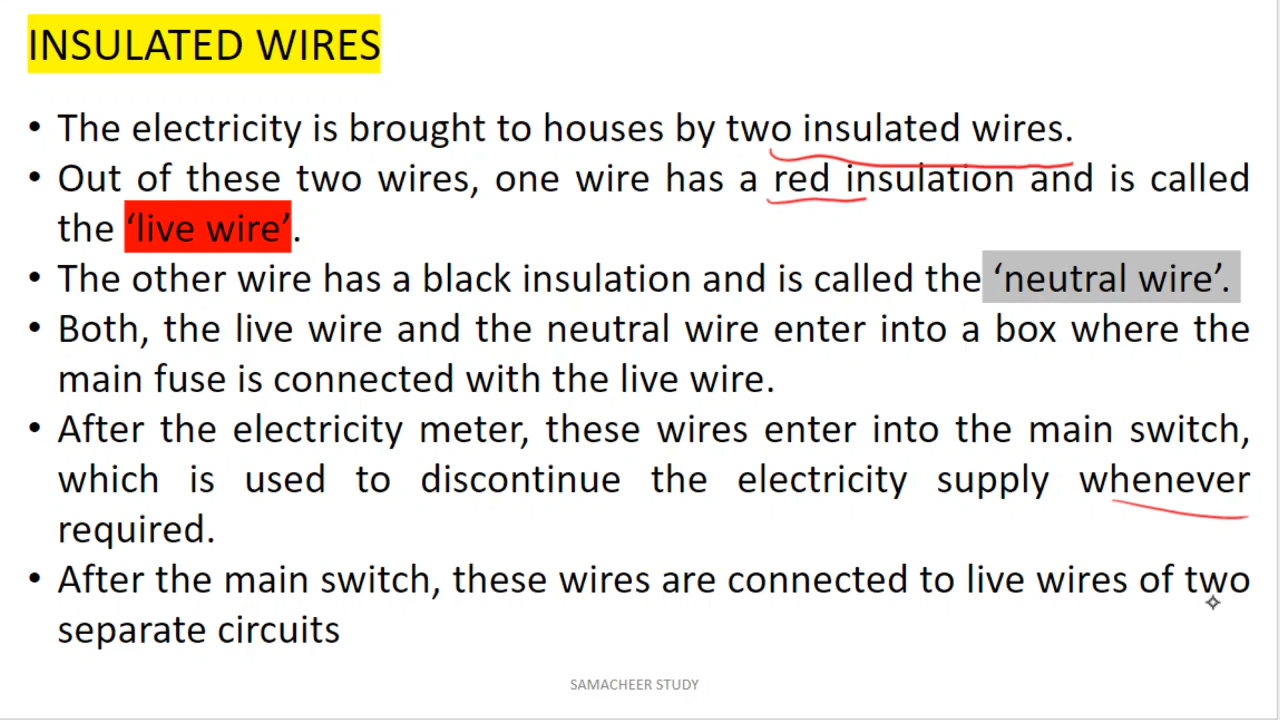 INSULATED WIRES
• The electricity is brought to houses by two insulated wires.
• Out of these two wires, one wire has a red insulation and is called
the ‘live wire’.
• The other wire has a black insulation and is called the ‘neutral wire’.
• Both, the live wire and the neutral wire enter into a box where the
main fuse is connected with the live wire.
• After the electricity meter, these wires enter into the main switch,
which is used to discontinue the electricity supply whenever
required.
• After the main switch, these wires are connected to live wires of two
separate circuits
SAMACHEER STUDY